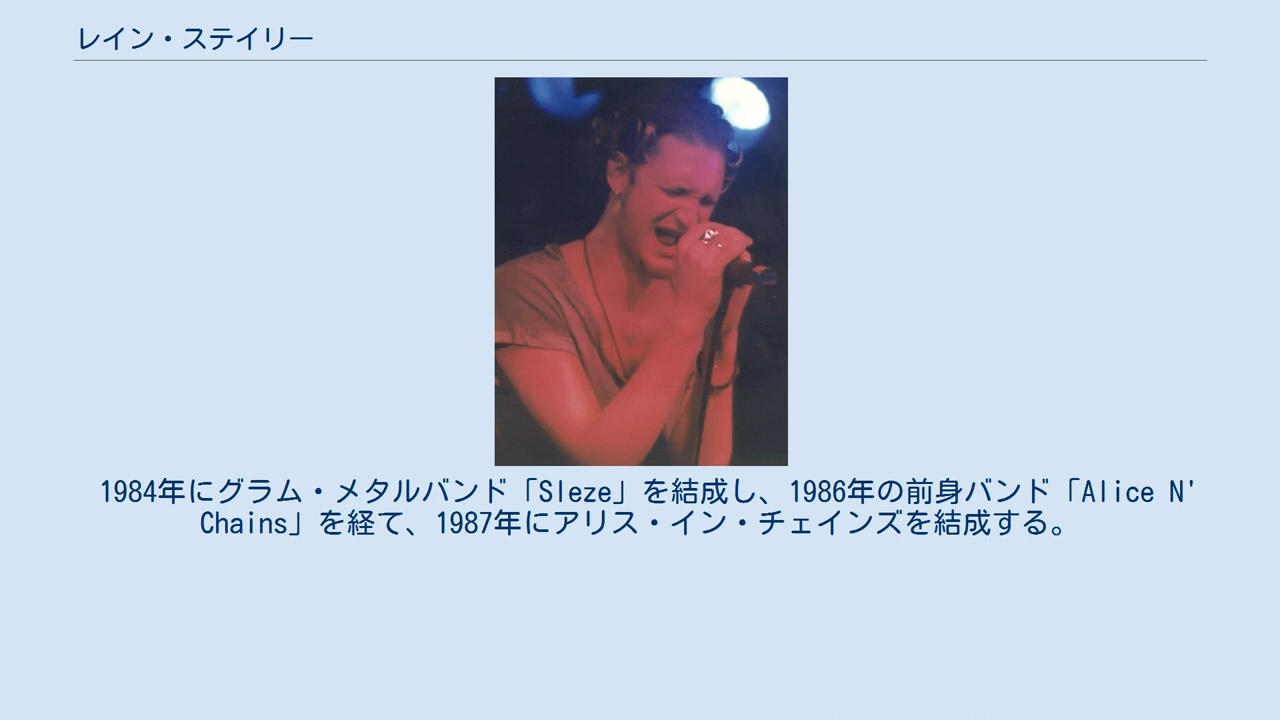 レイン・ステイリー
1984年にグラム・メタルバンド「Sleze」を結成し、1986年の前身バンド「Alice N'
Chains」を経て、1987年にアリス・イン・チェインズを結成する。